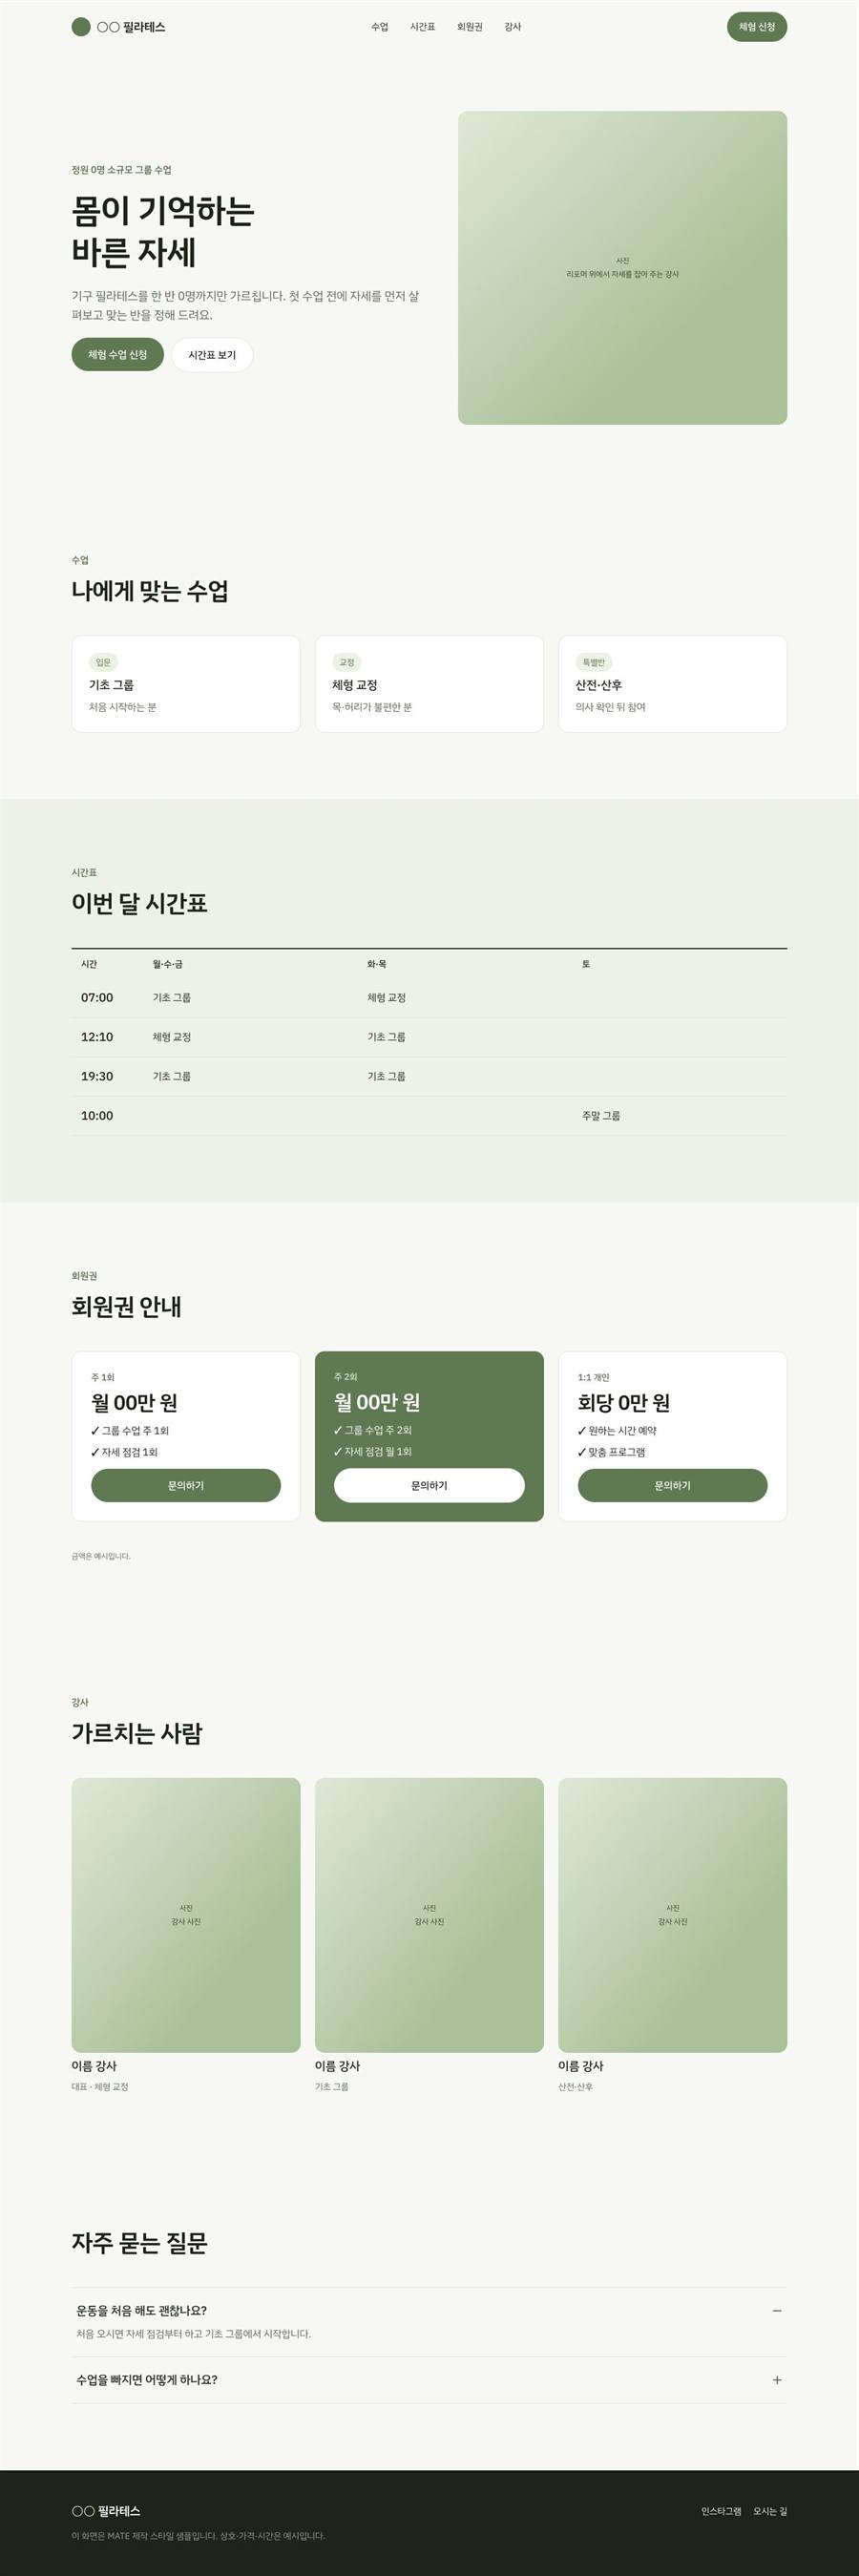 ○○ 필라테스
수업 시간표 회원권 강사
체험 신청
정원 0명 소규모 그룹 수업
몸이 기억하는
바른 자세
기구 필라테스를 한 반 0명까지만 가르칩니다. 첫 수업 전에 자세를 먼저 살
펴보고 맞는 반을 정해 드려요.
체험 수업 신청 시간표 보기
사진
리포머 위에서 자세를 잡아 주는 강사
수업
나에게 맞는 수업
입문
기초 그룹
처음 시작하는 분
교정
체형 교정
목·허리가 불편한 분
특별반
산전·산후
의사 확인 뒤 참여
시간표
이번 달 시간표
시간 월·수·금 화·목 토
07:00 기초 그룹 체형 교정
12:10 체형 교정 기초 그룹
19:30 기초 그룹 기초 그룹
10:00 주말 그룹
회원권
회원권 안내
주 1회
월 00만 원
✓ 그룹 수업 주 1회
✓ 자세 점검 1회
문의하기
주 2회
월 00만 원
✓ 그룹 수업 주 2회
✓ 자세 점검 월 1회
문의하기
1:1 개인
회당 0만 원
✓ 원하는 시간 예약
✓ 맞춤 프로그램
문의하기
금액은 예시입니다.
강사
가르치는 사람
사진
강사 사진
이름 강사
대표 · 체형 교정
사진
강사 사진
이름 강사
기초 그룹
사진
강사 사진
이름 강사
산전·산후
자주 묻는 질문
운동을 처음 해도 괜찮나요? −
처음 오시면 자세 점검부터 하고 기초 그룹에서 시작합니다.
수업을 빠지면 어떻게 하나요? +
○○ 필라테스
인스타그램 오시는 길
이 화면은 MATE 제작 스타일 샘플입니다. 상호·가격·시간은 예시입니다.